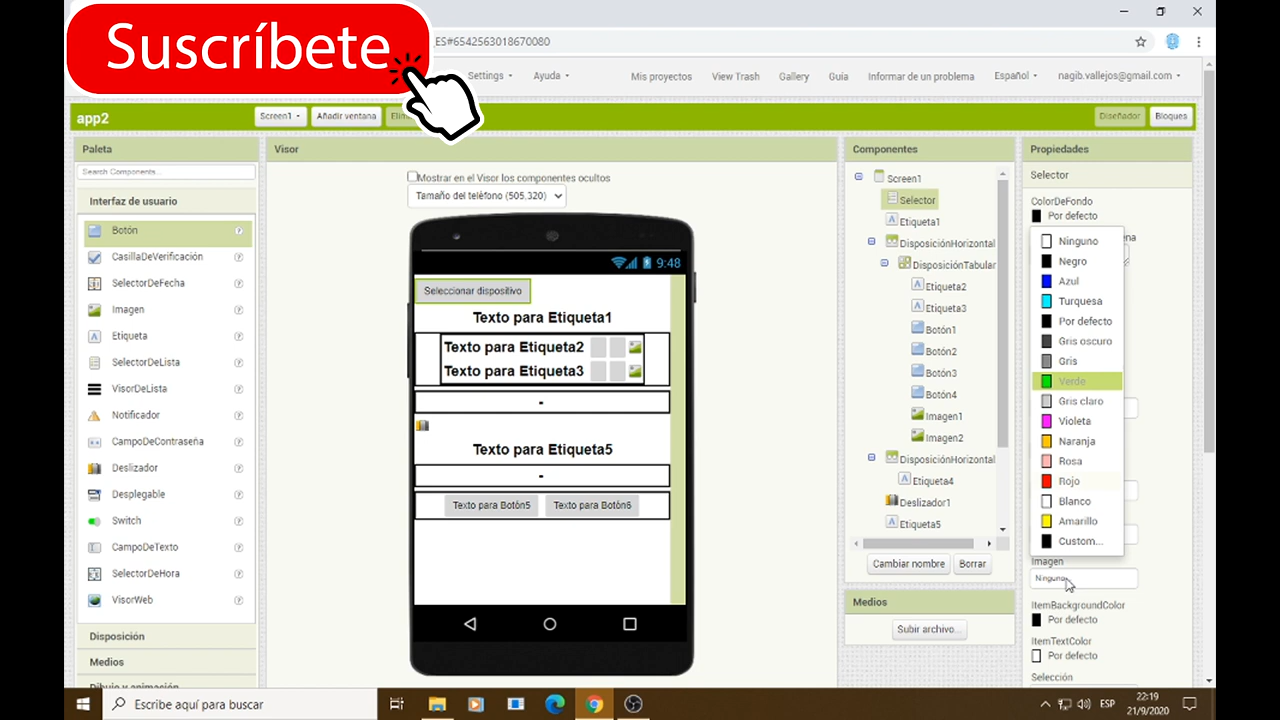 Suscríbete
_ES#6542563018670080
Settings
Ayuda
Mis proyectos
View Trash
Gallery
Guía
Informar de un problema
Español
nagib.vallejos@gmail.com
app2
Screen1
Añadir ventana
Diseñador
Bloques
Paleta
Search Components...
Interfaz de usuario
Botón
CasillaDeVerificación
SelectorDeFecha
Imagen
Etiqueta
SelectorDeLista
VisorDeLista
Notificador
CampoDeContraseña
Deslizador
Desplegable
Switch
CampoDeTexto
SelectorDeHora
VisorWeb
Disposición
Medios
Dibujo y animación
Visor
Mostrar en el Visor los componentes ocultos
Tamaño del teléfono (505,320)
9:48
Seleccionar dispositivo
Texto para Etiqueta1
Texto para Etiqueta2
Texto para Etiqueta3
-
Texto para Etiqueta5
-
Texto para Botón5
Texto para Botón6
Componentes
Screen1
Selector
Etiqueta1
DisposiciónHorizontal
DisposiciónTabular
Etiqueta2
Etiqueta3
Botón1
Botón2
Botón3
Botón4
Imagen1
Imagen2
DisposiciónHorizontal
Etiqueta4
Deslizador1
Etiqueta5
Cambiar nombre
Borrar
Medios
Subir archivo...
Propiedades
Selector
ColorDeFondo
Por defecto
Ninguno
Negro
Azul
Turquesa
Por defecto
Gris oscuro
Gris
Verde
Gris claro
Violeta
Naranja
Rosa
Rojo
Blanco
Amarillo
Custom...
Imagen
Ninguno...
ItemBackgroundColor
Por defecto
ItemTextColor
Por defecto
Selección
Escribe aquí para buscar
ESP
22:19
21/9/2020